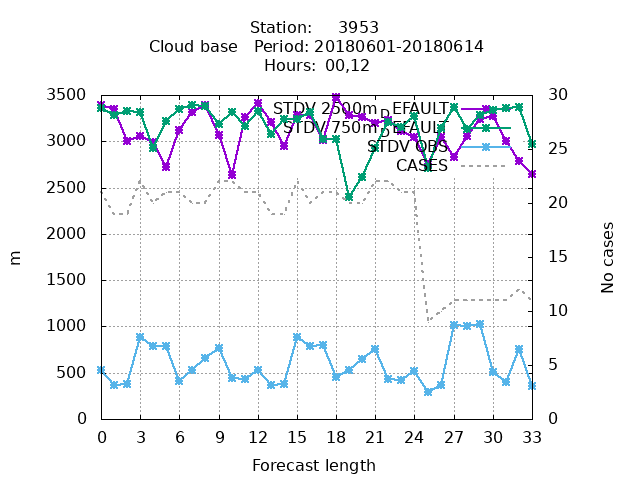 Station: 3953
Cloud base Period: 20180601-20180614
Hours: 00,12
3500 30
STDV 2500m_DEFAULT
STDV 750m_DEFAULT
STDV OBS
CASES
3000
2500
2000
1500
1000
500
0
25
20
15
10
5
0
m
No cases
0 3 6 9 12 15 18 21 24 27 30 33
Forecast length